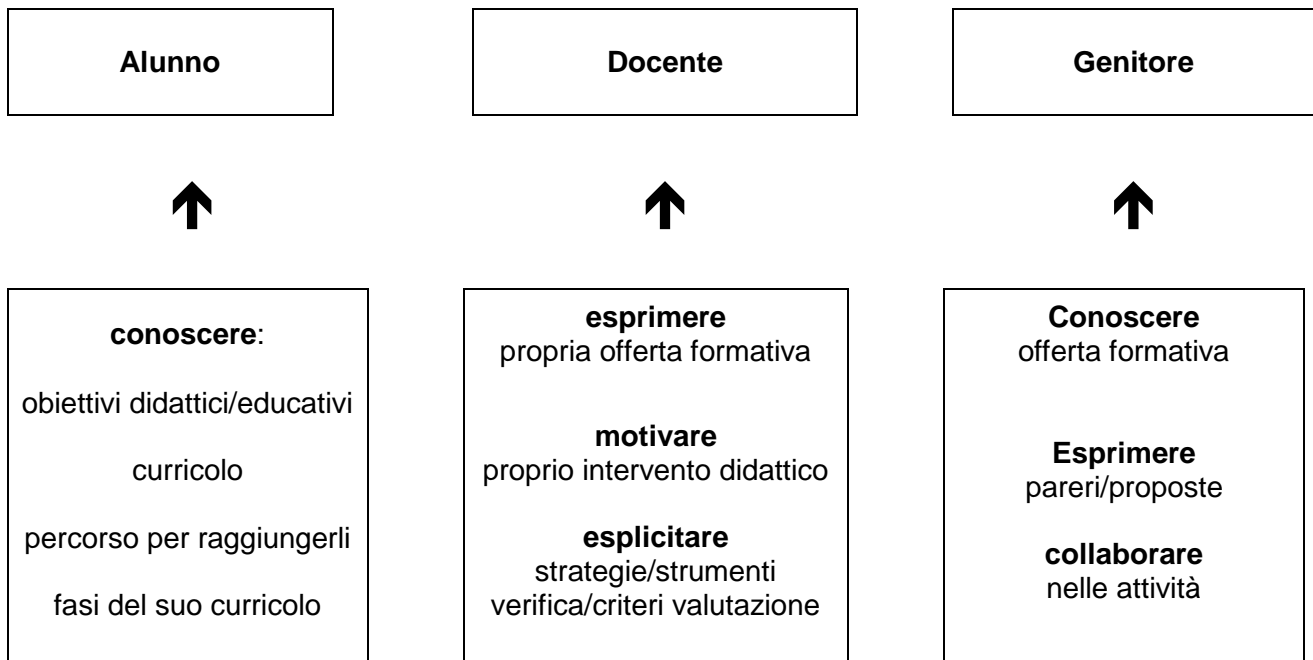 Alunno
Docente
Genitore
conoscere:
obiettivi didattici/educativi
curricolo
percorso per raggiungerli
fasi del suo curricolo
esprimere
propria offerta formativa
motivare
proprio intervento didattico
esplicitare
strategie/strumenti
verifica/criteri valutazione
Conoscere
offerta formativa
Esprimere
pareri/proposte
collaborare
nelle attività